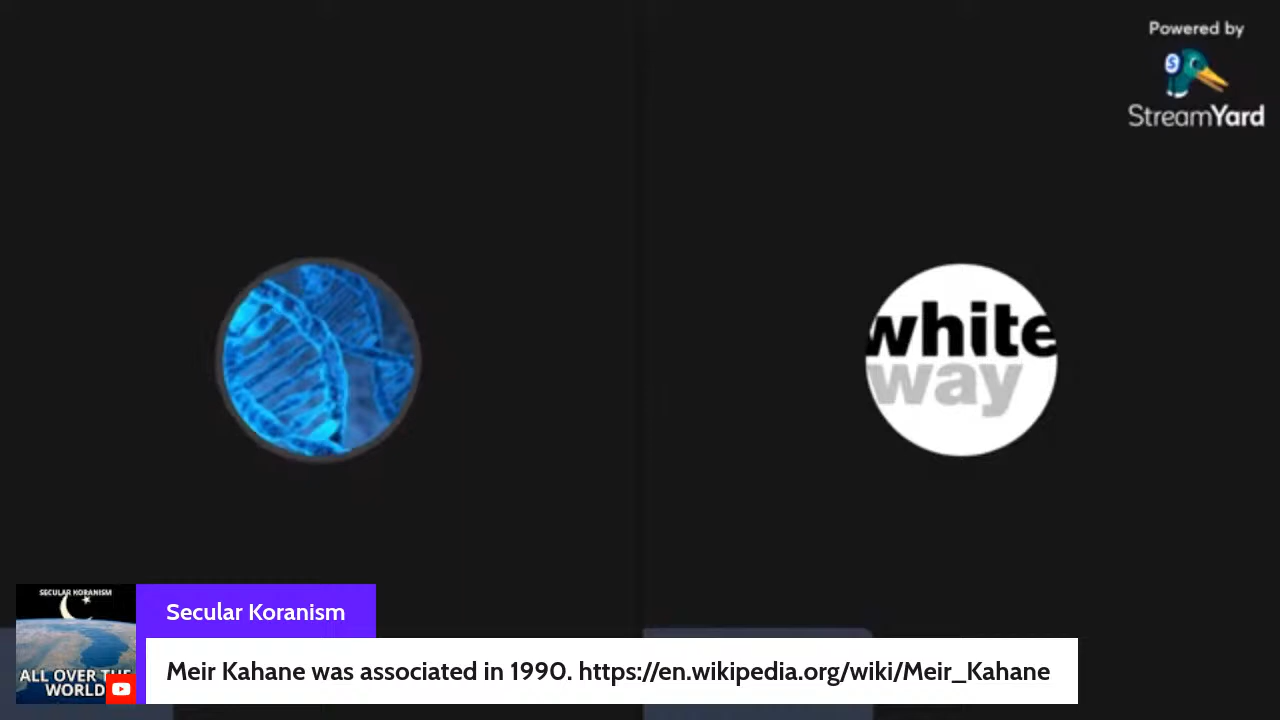 Powered by
StreamYard
white
way
SECULAR KORANISM
ALL OVER THE
WORLD
Secular Koranism
Meir Kahane was associated in 1990. https://en.wikipedia.org/wiki/Meir_Kahane